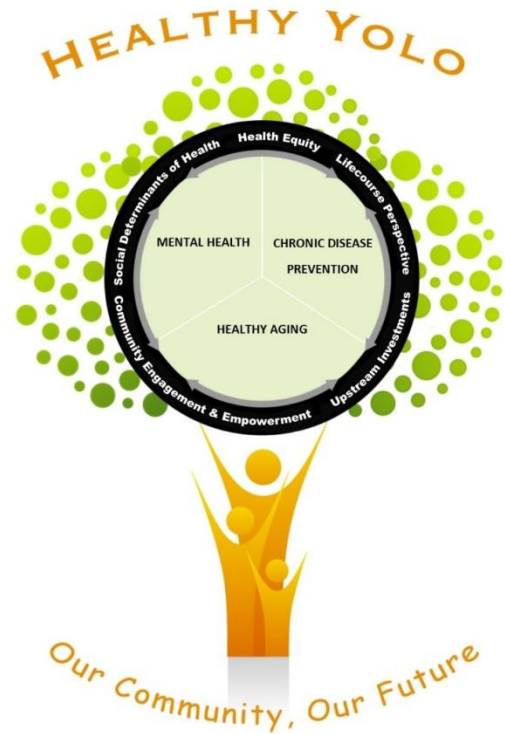 HEALTHY YOLO
Health Equity
Lifecourse Perspective
Upstream Investments
Community Engagement & Empowerment
Social Determinants of Health
MENTAL HEALTH
CHRONIC DISEASE
PREVENTION
HEALTHY AGING
Our Community, Our Future